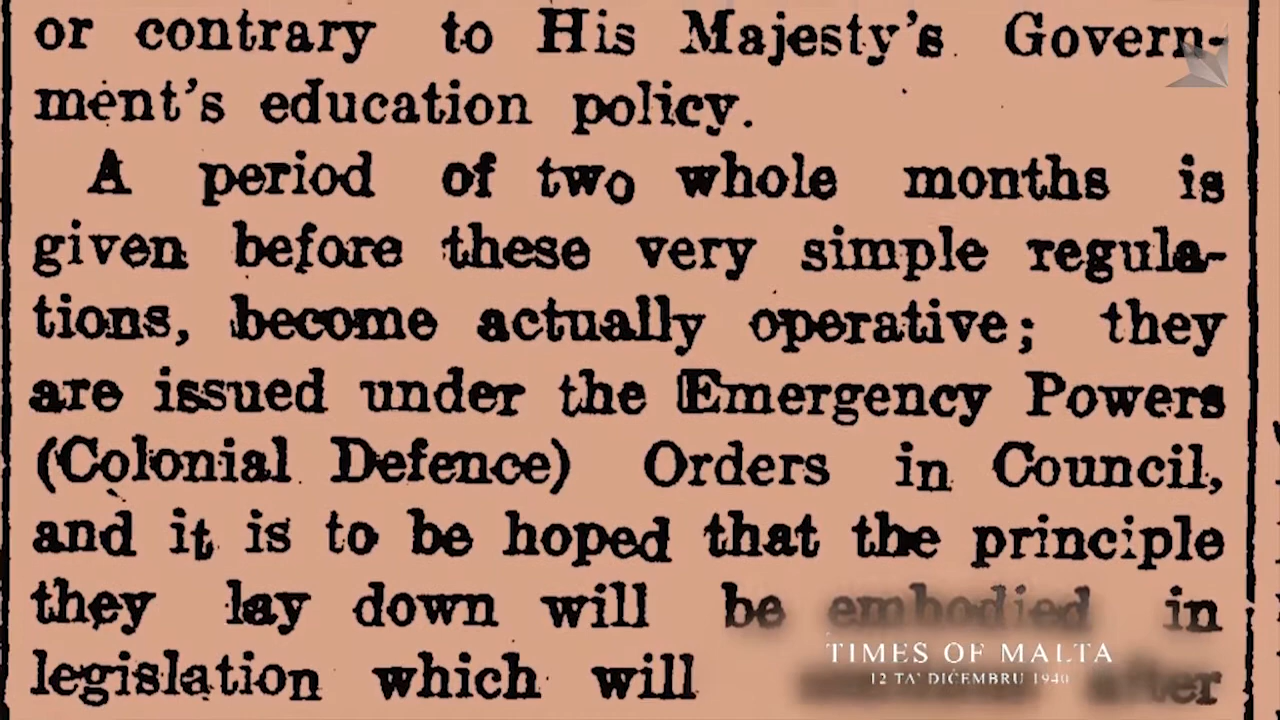 or contrary to His Majesty's Govern-
ment's education policy.
A period of two whole months is
given before these very simple regula-
tions, become actually operative; they
are issued under the Emergency Powers
(Colonial Defence) Orders in Council,
and it is to be hoped that the principle
they lay down will be embodied in
legislation which will after
TIMES OF MALTA
12 TA' DIĊEMBRU 1940